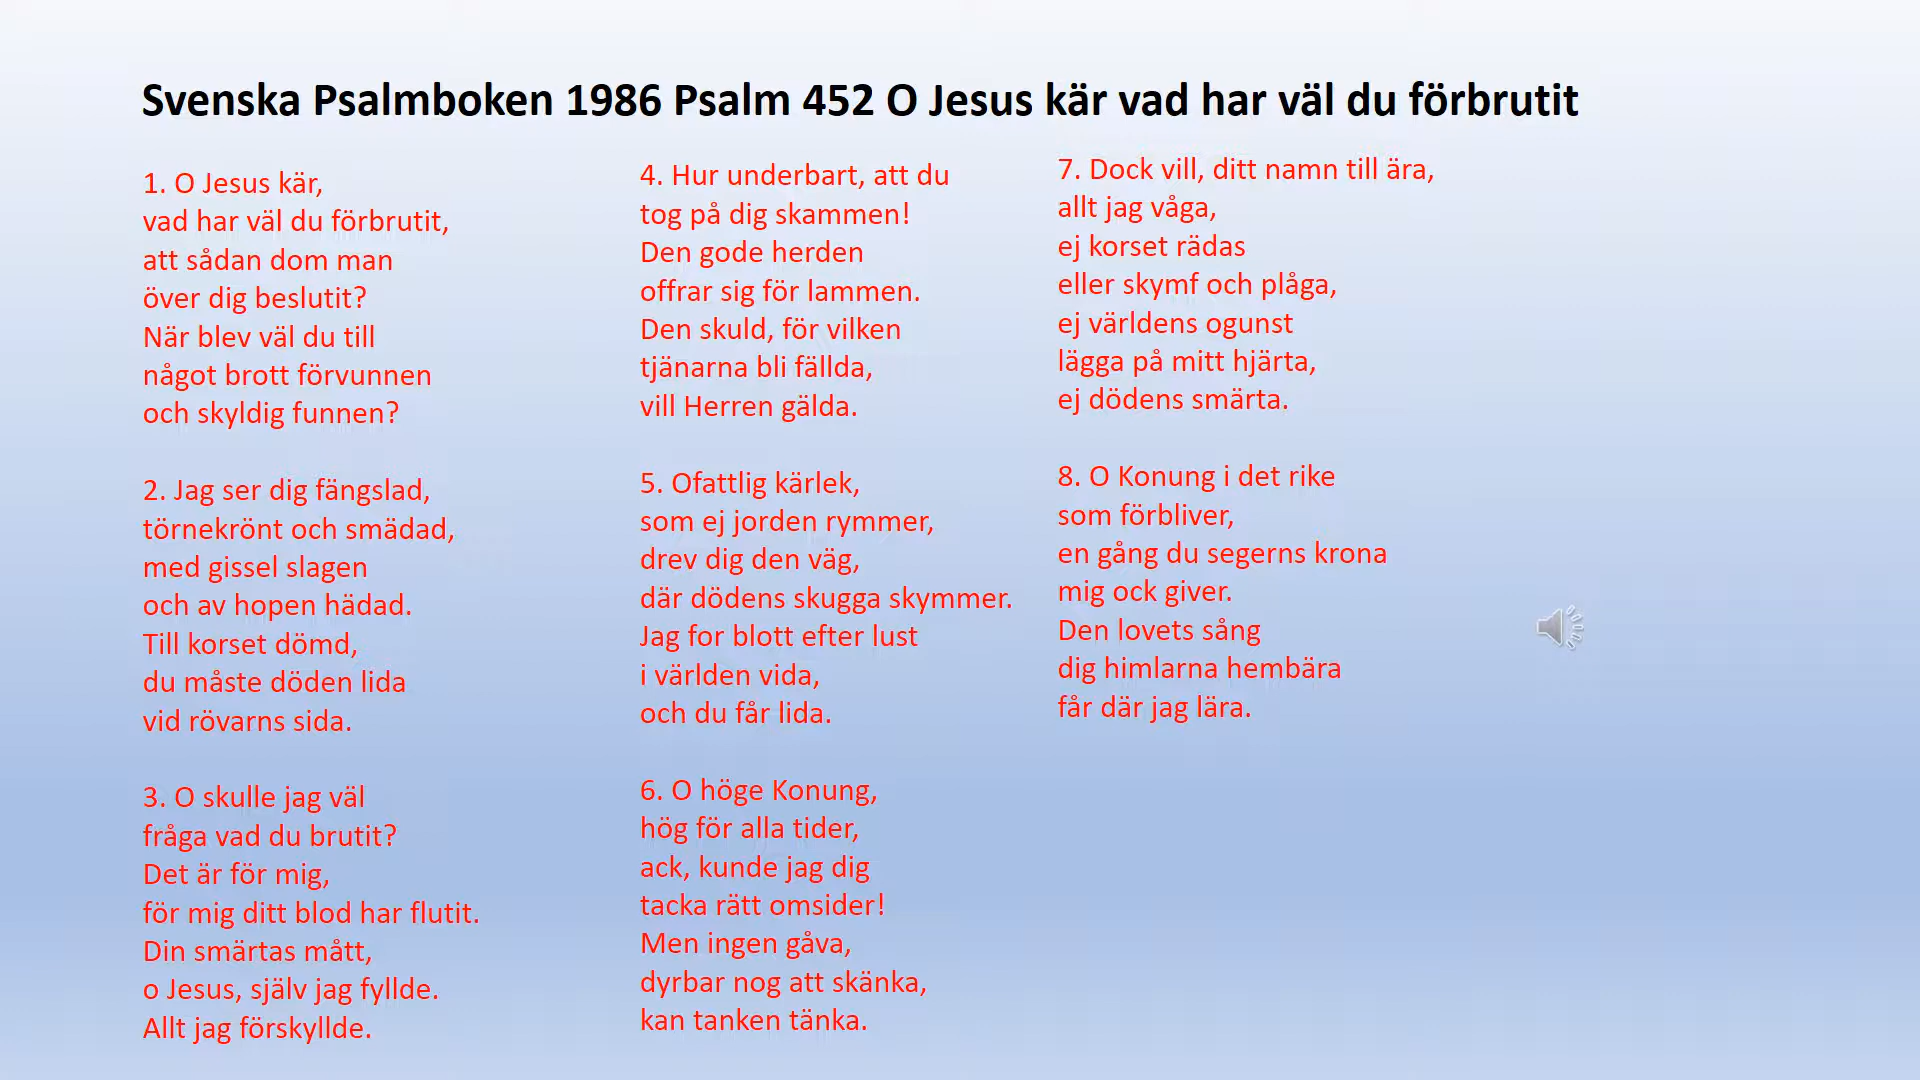 Svenska Psalmboken 1986 Psalm 452 O Jesus kär vad har väl du förbrutit
1. O Jesus kär,
vad har väl du förbrutit,
att sådan dom man
över dig beslutit?
När blev väl du till
något brott förvunnen
och skyldig funnen?
2. Jag ser dig fängslad,
törnekrönt och smädad,
med gissel slagen
och av hopen hädad.
Till korset dömd,
du måste döden lida
vid rövarns sida.
3. O skulle jag väl
fråga vad du brutit?
Det är för mig,
för mig ditt blod har flutit.
Din smärtas mått,
o Jesus, själv jag fyllde.
Allt jag förskyllde.
4. Hur underbart, att du
tog på dig skammen!
Den gode herden
offrar sig för lammen.
Den skuld, för vilken
tjänarna bli fällda,
vill Herren gälda.
5. Ofattlig kärlek,
som ej jorden rymmer,
drev dig den väg,
där dödens skugga skymmer.
Jag for blott efter lust
i världen vida,
och du får lida.
6. O höge Konung,
hög för alla tider,
ack, kunde jag dig
tacka rätt omsider!
Men ingen gåva,
dyrbar nog att skänka,
kan tanken tänka.
7. Dock vill, ditt namn till ära,
allt jag våga,
ej korset rädas
eller skymf och plåga,
ej världens ogunst
lägga på mitt hjärta,
ej dödens smärta.
8. O Konung i det rike
som förbliver,
en gång du segerns krona
mig ock giver.
Den lovets sång
dig himlarna hembära
får där jag lära.